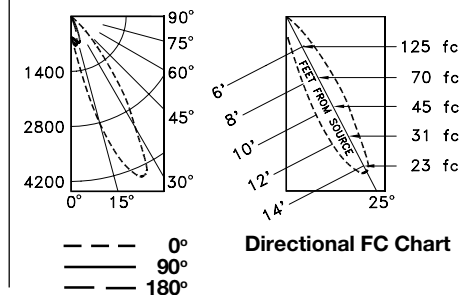 90°
75°
60°
45°
30°
1400
2800
4200
0° 15°
0°
90°
180°
125 fc
70 fc
45 fc
31 fc
23 fc
6'
8'
10'
12'
14'
FEET FROM SOURCE
25°
Directional FC Chart